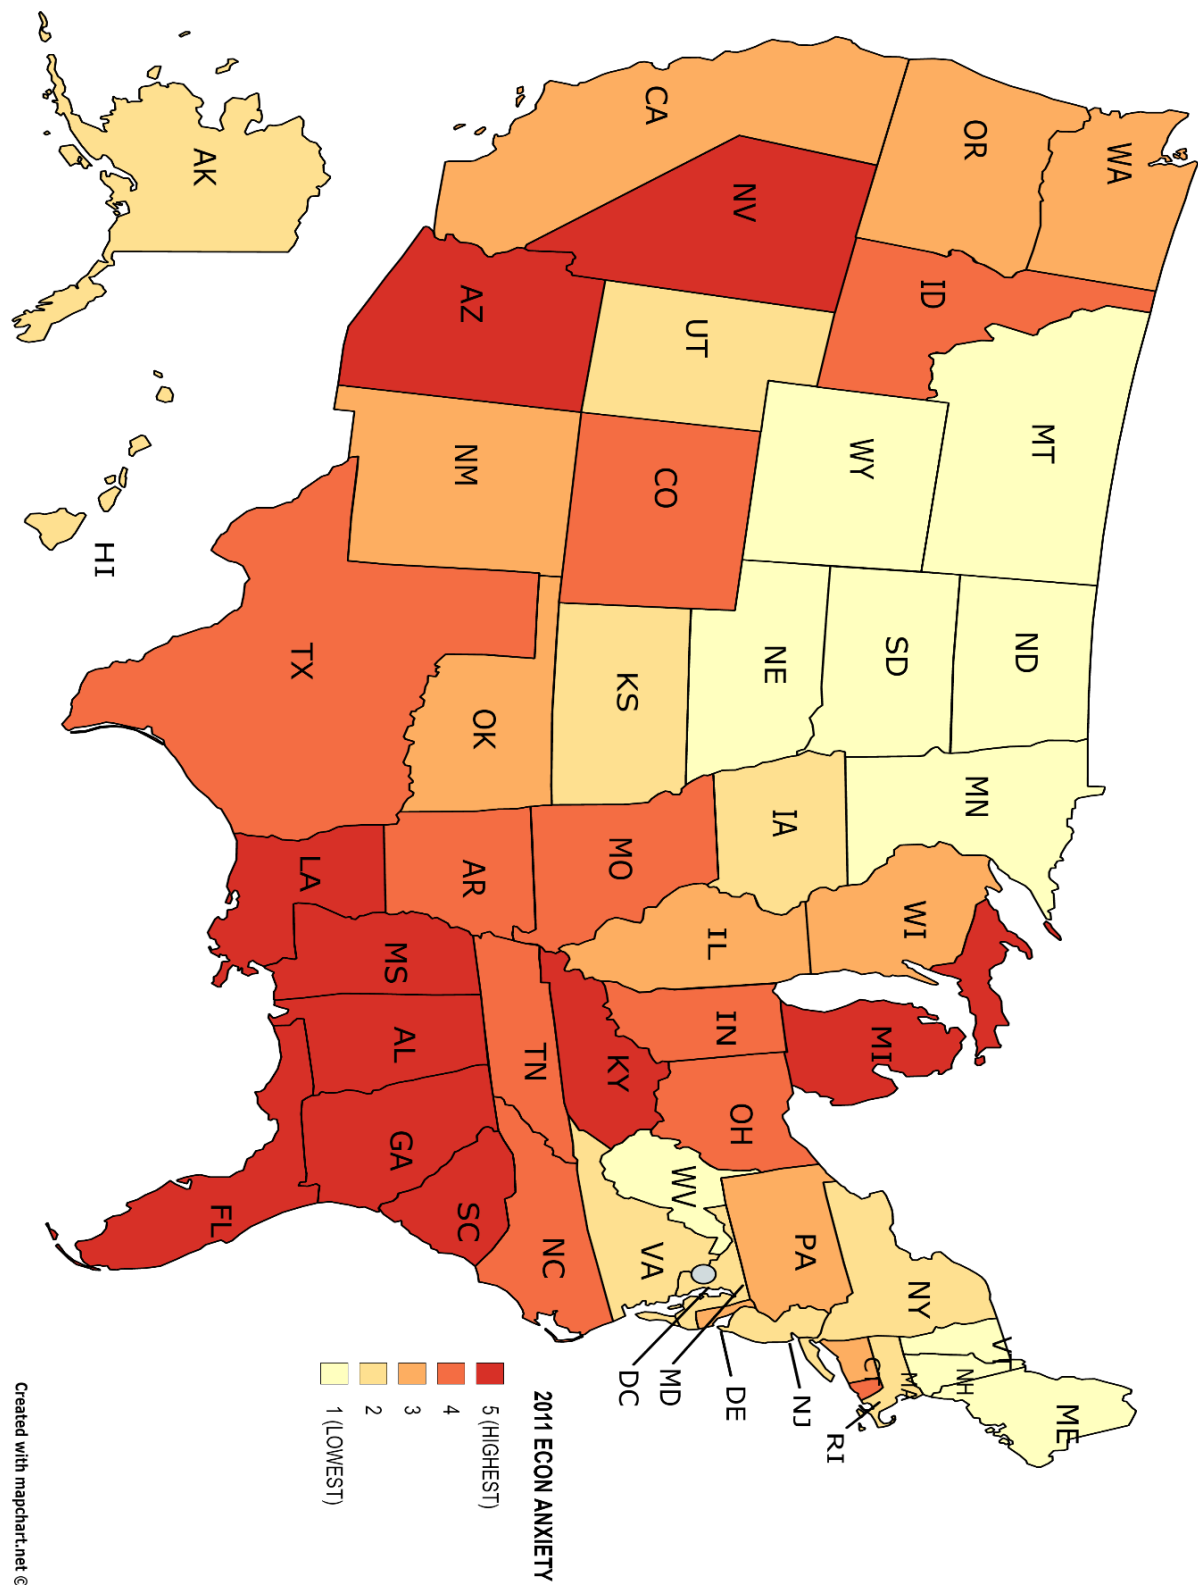 WA
OR
CA
NV
ID
MT
WY
UT
AZ
CO
NM
ND
SD
NE
KS
OK
TX
MN
IA
MO
AR
LA
WI
IL
MI
IN
OH
KY
TN
MS
AL
GA
FL
SC
NC
VA
WV
PA
NY
VT
NH
ME
MA
CT
RI
NJ
DE
MD
DC
AK
HI
2011 ECON ANXIETY
5 (HIGHEST)
4
3
2
1 (LOWEST)
Created with mapchart.net ©